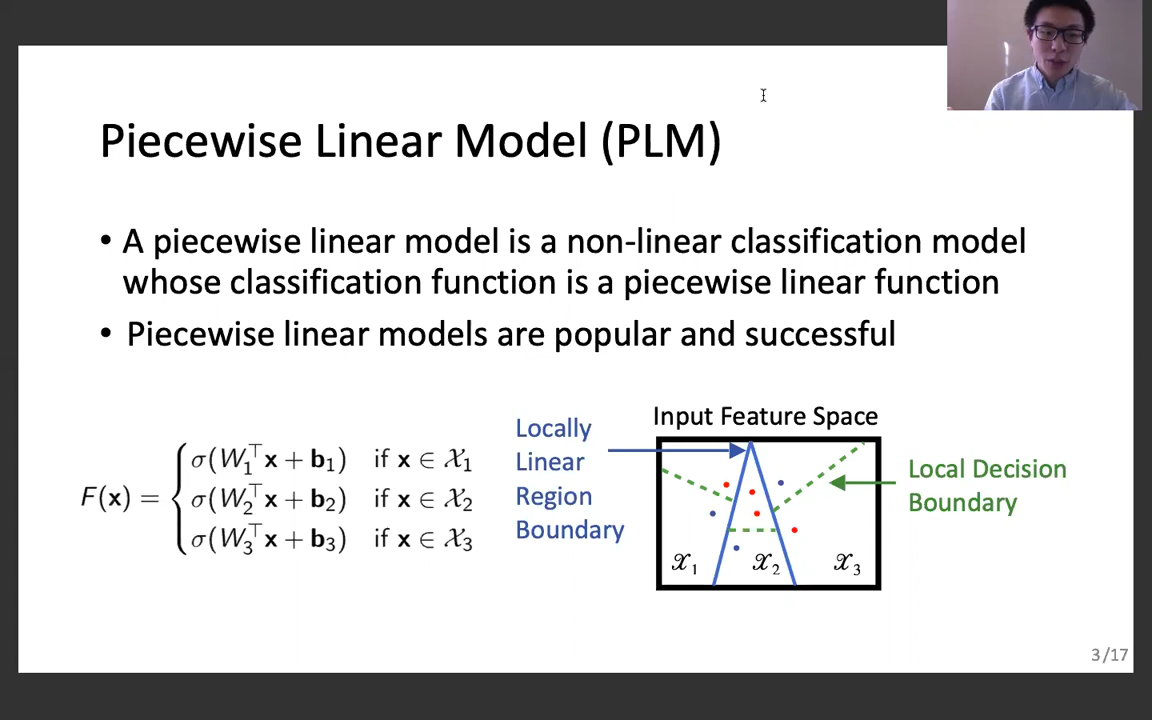 Piecewise Linear Model (PLM)
• A piecewise linear model is a non-linear classification model
whose classification function is a piecewise linear function
• Piecewise linear models are popular and successful
F(x) = { σ(W₁ᵀx + b₁) if x ∈ 𝒳₁
σ(W₂ᵀx + b₂) if x ∈ 𝒳₂
σ(W₃ᵀx + b₃) if x ∈ 𝒳₃
Locally
Linear
Region
Boundary
Input Feature Space
𝒳₁ 𝒳₂ 𝒳₃
Local Decision
Boundary
3/17